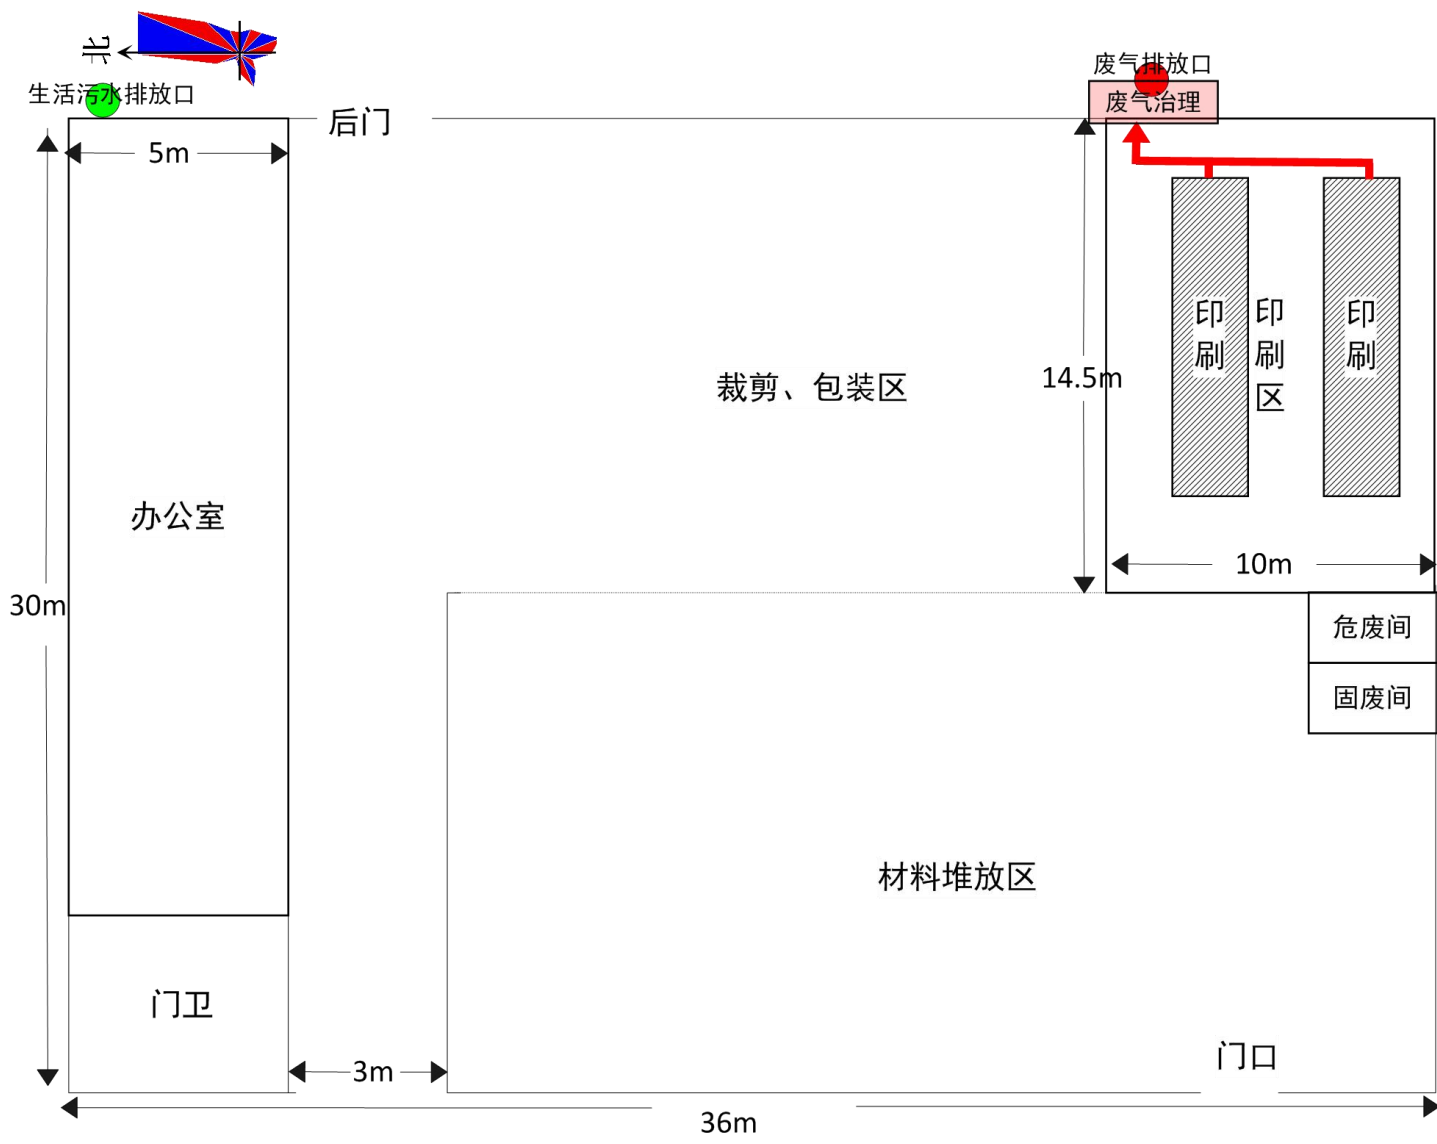 北
废气排放口
生活污水排放口
废气治理
后门
5m
印刷
印刷区
印刷
14.5m
裁剪、包装区
办公室
10m
30m
危废间
固废间
材料堆放区
门卫
门口
3m
36m